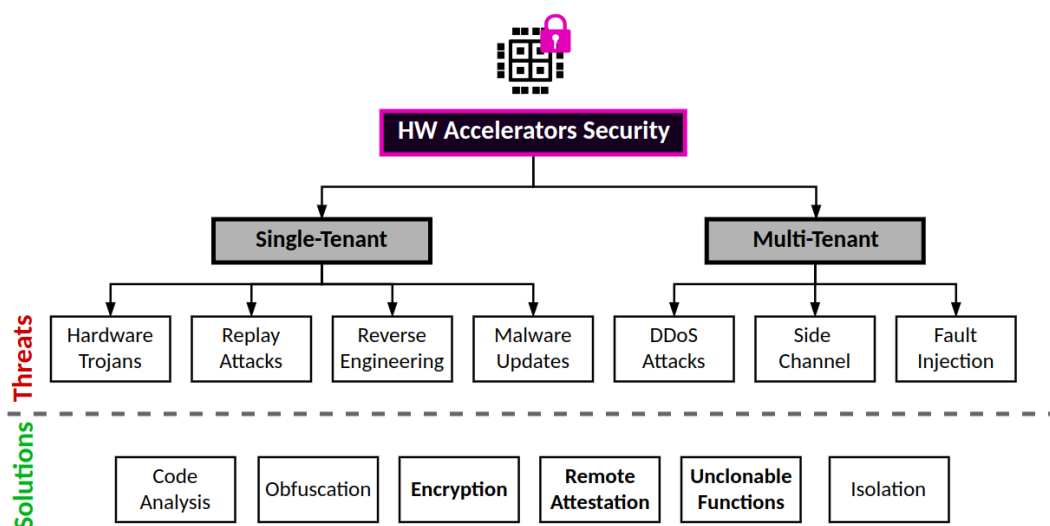 HW Accelerators Security
Single-Tenant
Multi-Tenant
Threats
Hardware
Trojans
Replay
Attacks
Reverse
Engineering
Malware
Updates
DDoS
Attacks
Side
Channel
Fault
Injection
Solutions
Code
Analysis
Obfuscation
Encryption
Remote
Attestation
Unclonable
Functions
Isolation